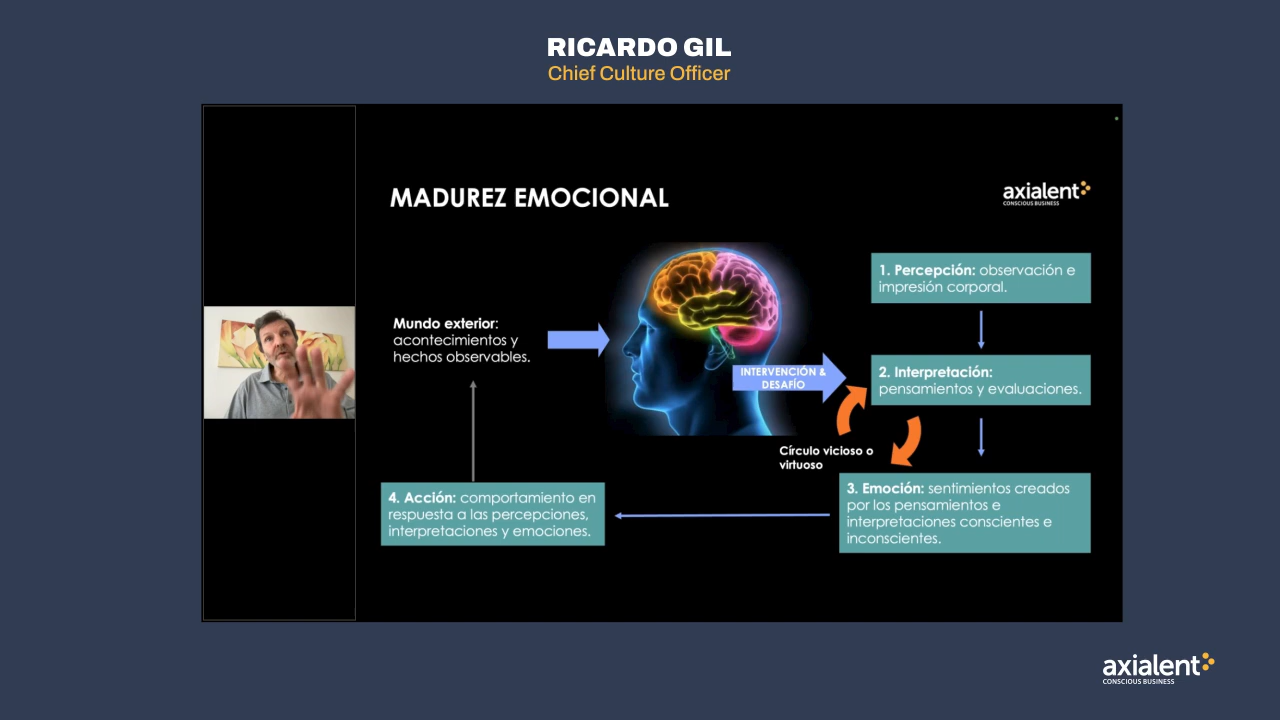 RICARDO GIL
Chief Culture Officer
MADUREZ EMOCIONAL
axialent
CONSCIOUS BUSINESS
Mundo exterior:
acontecimientos y
hechos observables.
INTERVENCIÓN &
DESAFÍO
1. Percepción: observación e
impresión corporal.
2. Interpretación:
pensamientos y evaluaciones.
Círculo vicioso o
virtuoso
3. Emoción: sentimientos creados
por los pensamientos e
interpretaciones conscientes e
inconscientes.
4. Acción: comportamiento en
respuesta a las percepciones,
interpretaciones y emociones.
axialent
CONSCIOUS BUSINESS